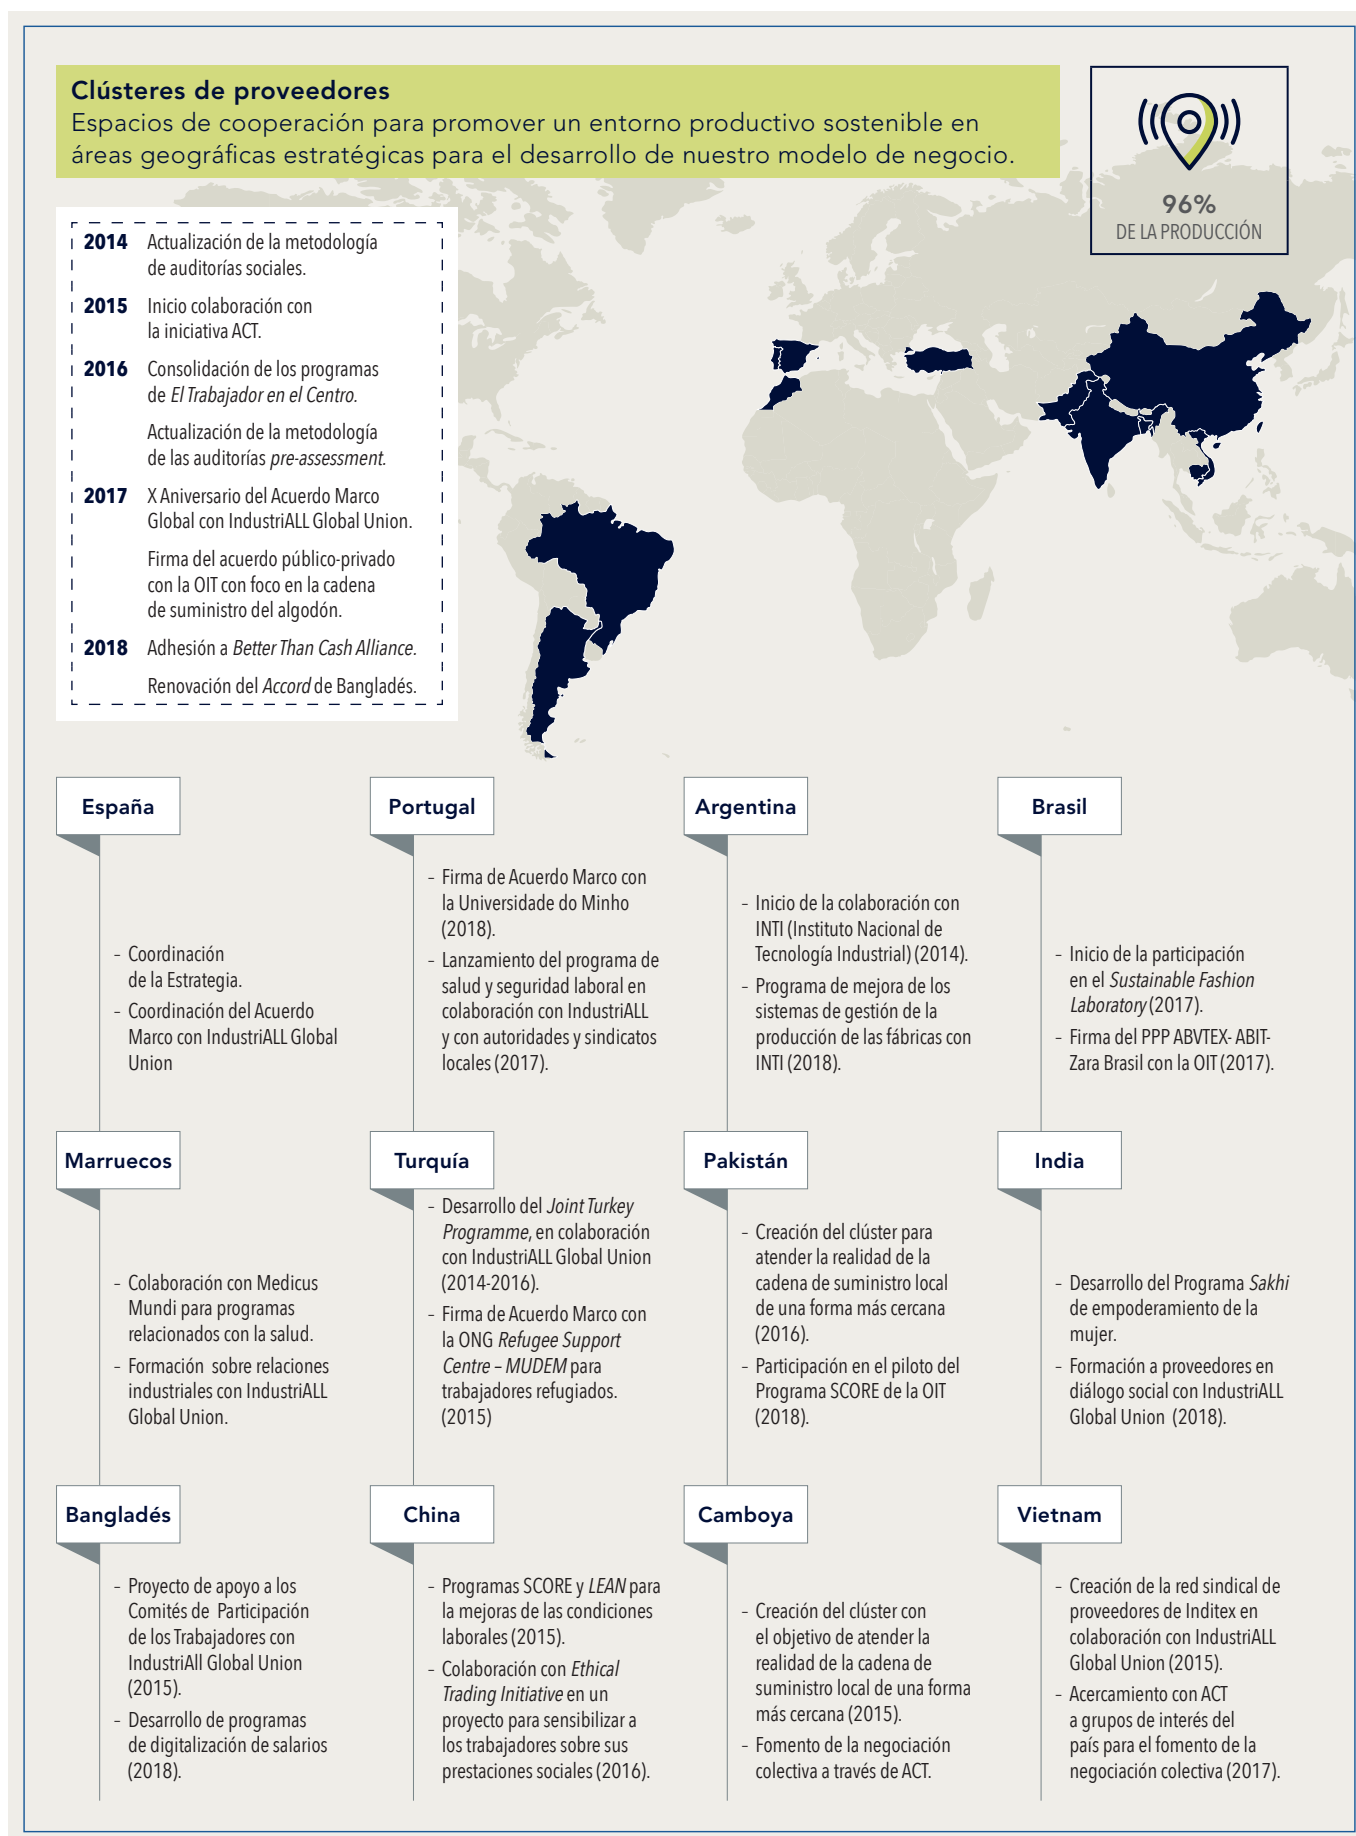 Clústeres de proveedores
Espacios de cooperación para promover un entorno productivo sostenible en
áreas geográficas estratégicas para el desarrollo de nuestro modelo de negocio.
96%
DE LA PRODUCCIÓN
2014 Actualización de la metodología
de auditorías sociales.
2015 Inicio colaboración con
la iniciativa ACT.
2016 Consolidación de los programas
de El Trabajador en el Centro.
Actualización de la metodología
de las auditorías pre-assessment.
2017 X Aniversario del Acuerdo Marco
Global con IndustriALL Global Union.
Firma del acuerdo público-privado
con la OIT con foco en la cadena
de suministro del algodón.
2018 Adhesión a Better Than Cash Alliance.
Renovación del Accord de Bangladés.
España
– Coordinación
de la Estrategia.
– Coordinación del Acuerdo
Marco con IndustriALL Global
Union
Portugal
– Firma de Acuerdo Marco con
la Universidade do Minho
(2018).
– Lanzamiento del programa de
salud y seguridad laboral en
colaboración con IndustriALL
y con autoridades y sindicatos
locales (2017).
Argentina
– Inicio de la colaboración con
INTI (Instituto Nacional de
Tecnología Industrial) (2014).
– Programa de mejora de los
sistemas de gestión de la
producción de las fábricas con
INTI (2018).
Brasil
– Inicio de la participación
en el Sustainable Fashion
Laboratory (2017).
– Firma del PPP ABVTEX- ABIT-
Zara Brasil con la OIT (2017).
Marruecos
– Colaboración con Medicus
Mundi para programas
relacionados con la salud.
– Formación sobre relaciones
industriales con IndustriALL
Global Union.
Turquía
– Desarrollo del Joint Turkey
Programme, en colaboración
con IndustriALL Global Union
(2014-2016).
– Firma de Acuerdo Marco con
la ONG Refugee Support
Centre – MUDEM para
trabajadores refugiados.
(2015)
Pakistán
– Creación del clúster para
atender la realidad de la
cadena de suministro local
de una forma más cercana
(2016).
– Participación en el piloto del
Programa SCORE de la OIT
(2018).
India
– Desarrollo del Programa Sakhi
de empoderamiento de la
mujer.
– Formación a proveedores en
diálogo social con IndustriALL
Global Union (2018).
Bangladés
– Proyecto de apoyo a los
Comités de Participación
de los Trabajadores con
IndustriAll Global Union
(2015).
– Desarrollo de programas
de digitalización de salarios
(2018).
China
– Programas SCORE y LEAN para
la mejoras de las condiciones
laborales (2015).
– Colaboración con Ethical
Trading Initiative en un
proyecto para sensibilizar a
los trabajadores sobre sus
prestaciones sociales (2016).
Camboya
– Creación del clúster con
el objetivo de atender la
realidad de la cadena de
suministro local de una forma
más cercana (2015).
– Fomento de la negociación
colectiva a través de ACT.
Vietnam
– Creación de la red sindical de
proveedores de Inditex en
colaboración con IndustriALL
Global Union (2015).
– Acercamiento con ACT
a grupos de interés del
país para el fomento de la
negociación colectiva (2017).